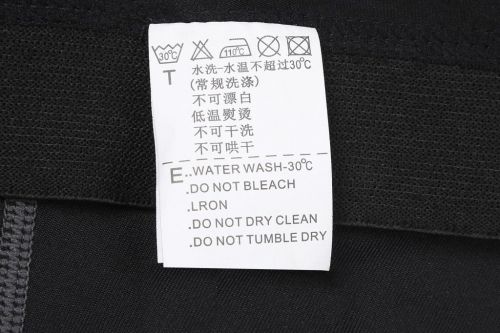 30℃ 110℃
T 水洗-水温不超过30℃
(常规洗涤)
不可漂白
低温熨烫
不可干洗
不可哄干
E..WATER WASH-30℃
.DO NOT BLEACH
.LRON
.DO NOT DRY CLEAN
.DO NOT TUMBLE DRY